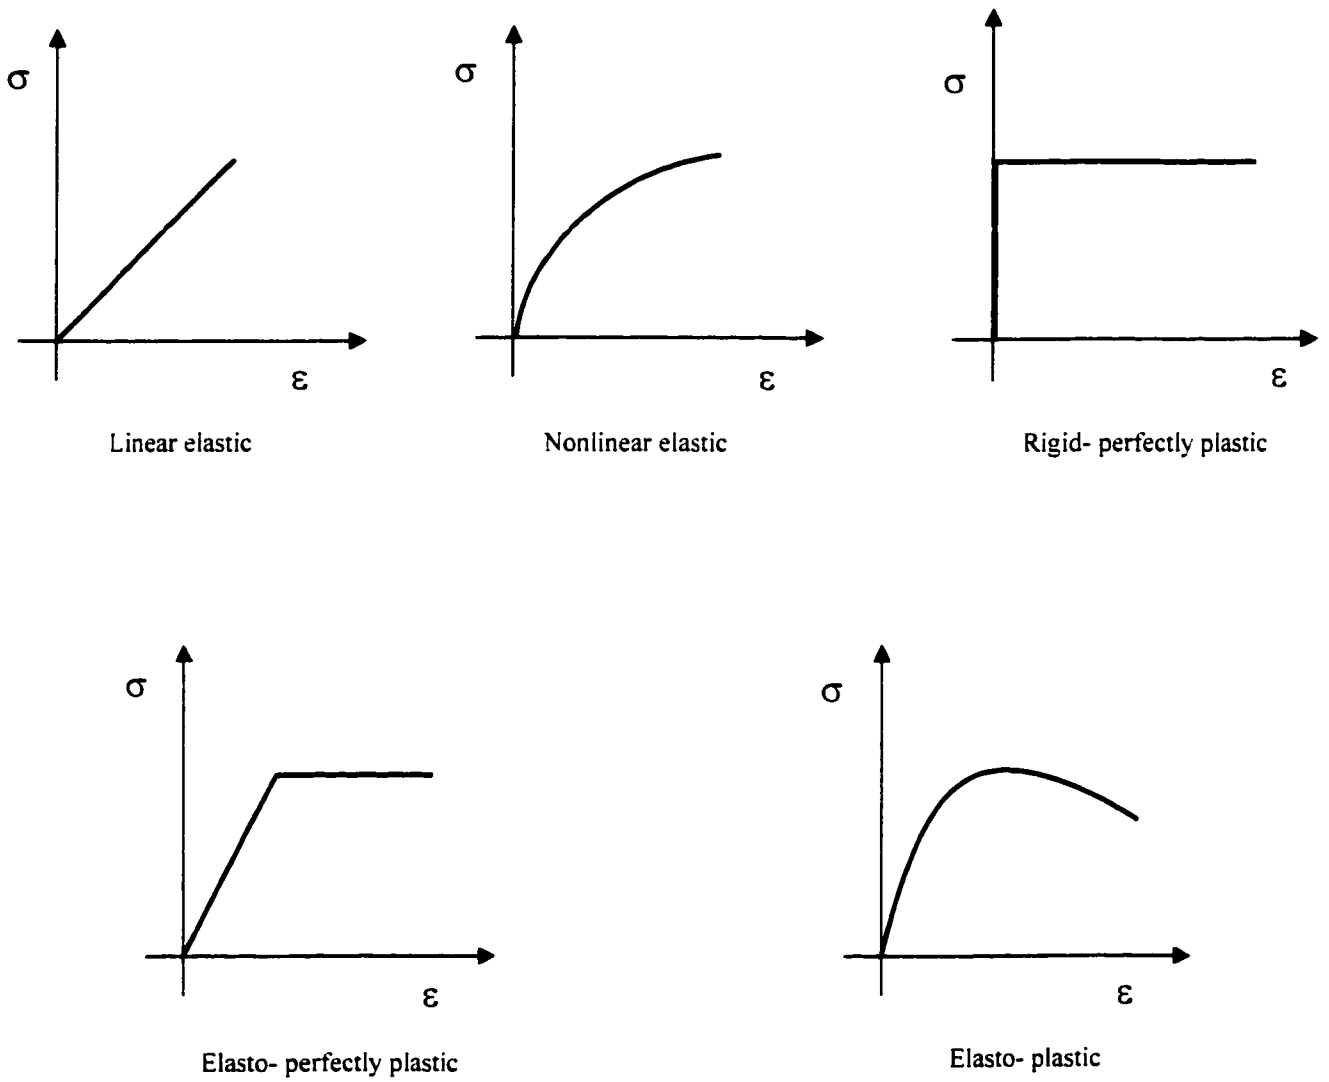 σ
σ
σ
ε
ε
ε
Linear elastic
Nonlinear elastic
Rigid- perfectly plastic
σ
σ
ε
ε
Elasto- perfectly plastic
Elasto- plastic